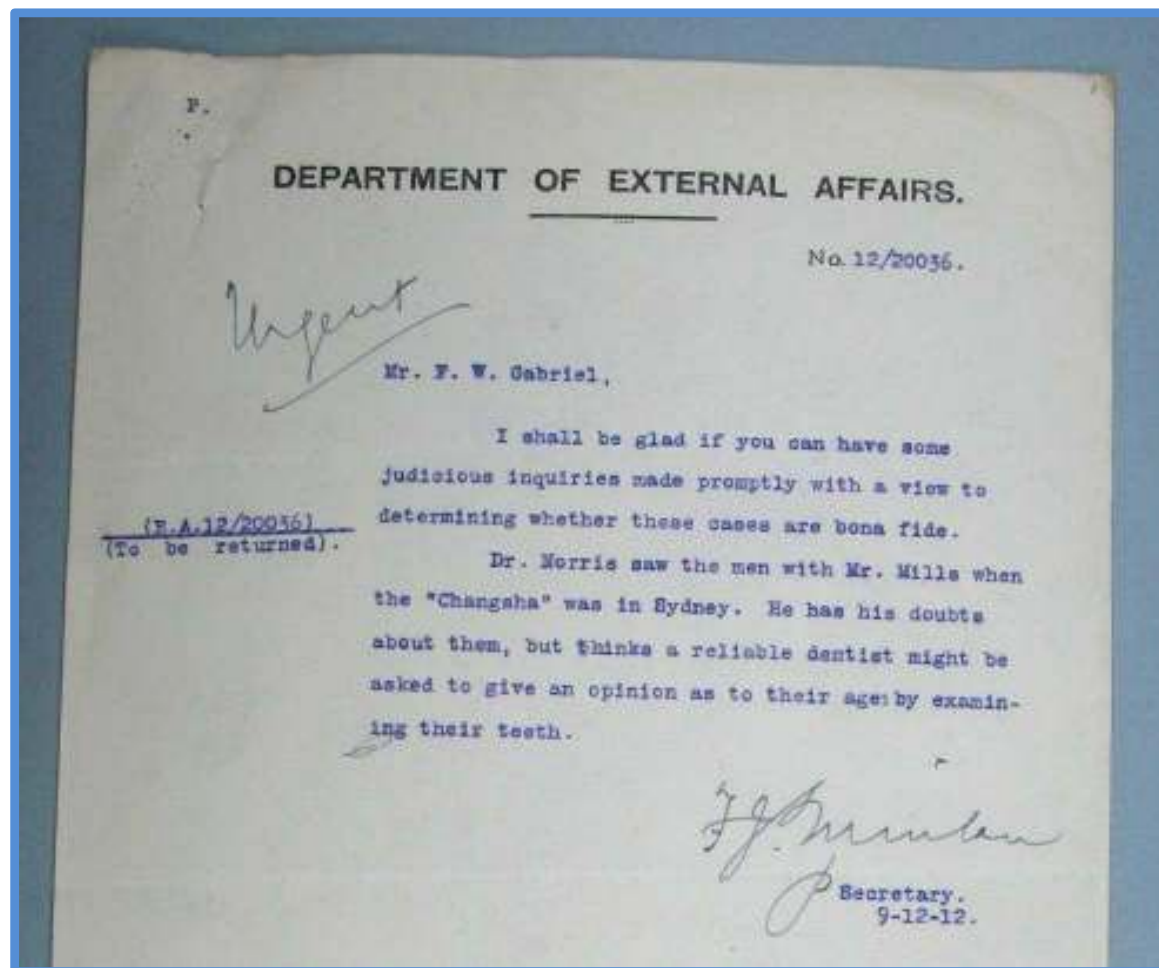 P.
DEPARTMENT OF EXTERNAL AFFAIRS.
No. 12/20036.
Urgent
Mr. F. W. Gabriel,
I shall be glad if you can have some
judicious inquiries made promptly with a view to
determining whether these cases are bona fide.
(E.A.12/20036)
(To be returned).
Dr. Norris saw the men with Mr. Mills when
the "Changsha" was in Sydney. He has his doubts
about them, but thinks a reliable dentist might be
asked to give an opinion as to their age by examin-
ing their teeth.
F.J.
Secretary.
9-12-12.